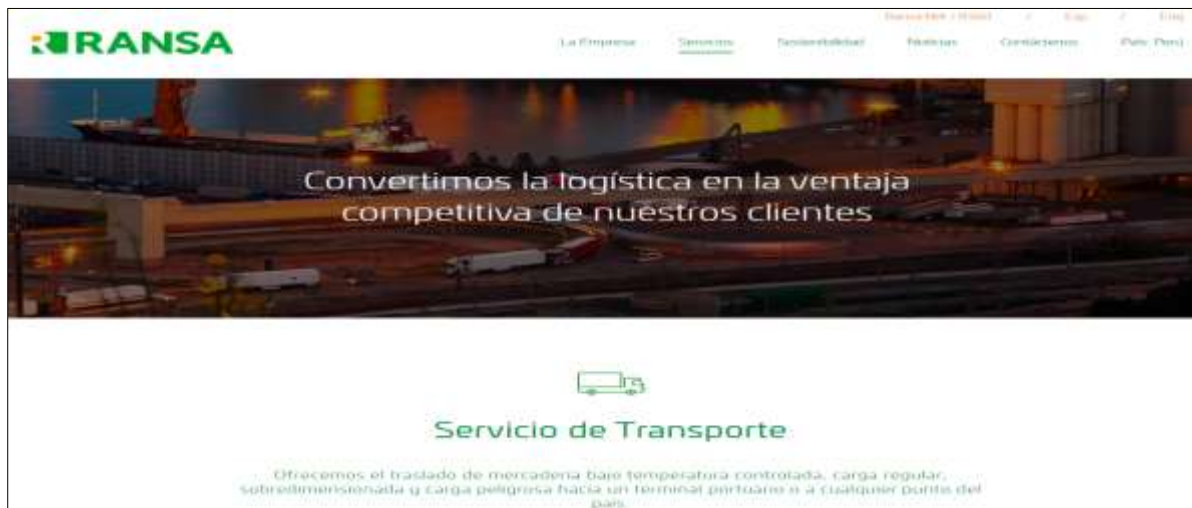 RANSA
Esp / Eng
La Empresa Servicios Sostenibilidad Noticias Contáctenos País: Perú
Convertimos la logística en la ventaja
competitiva de nuestros clientes
Servicio de Transporte
Ofrecemos el traslado de mercadería bajo temperatura controlada, carga regular,
sobredimensionada y carga peligrosa hacia un terminal portuario o a cualquier punto del
país.